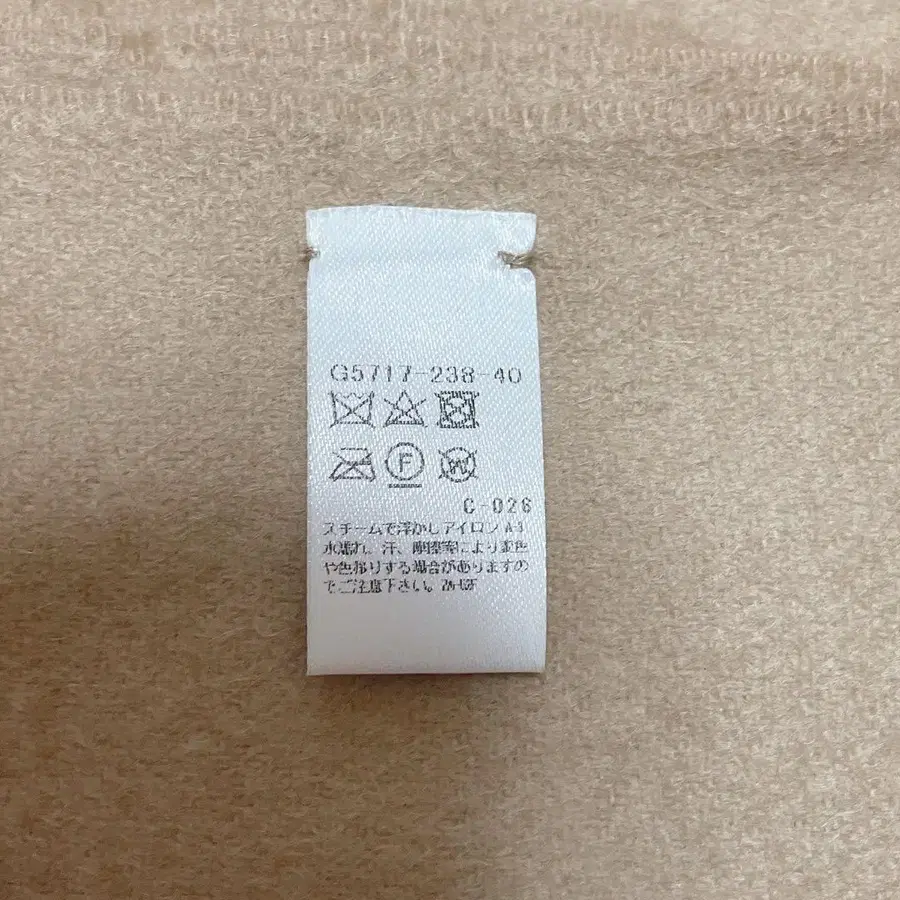 G5717-238-40
F
W
C-026
スチームで浮かしアイロン A-3
水濡れ、汗、摩擦等により変色
や色移りする場合がありますの
でご注意下さい。